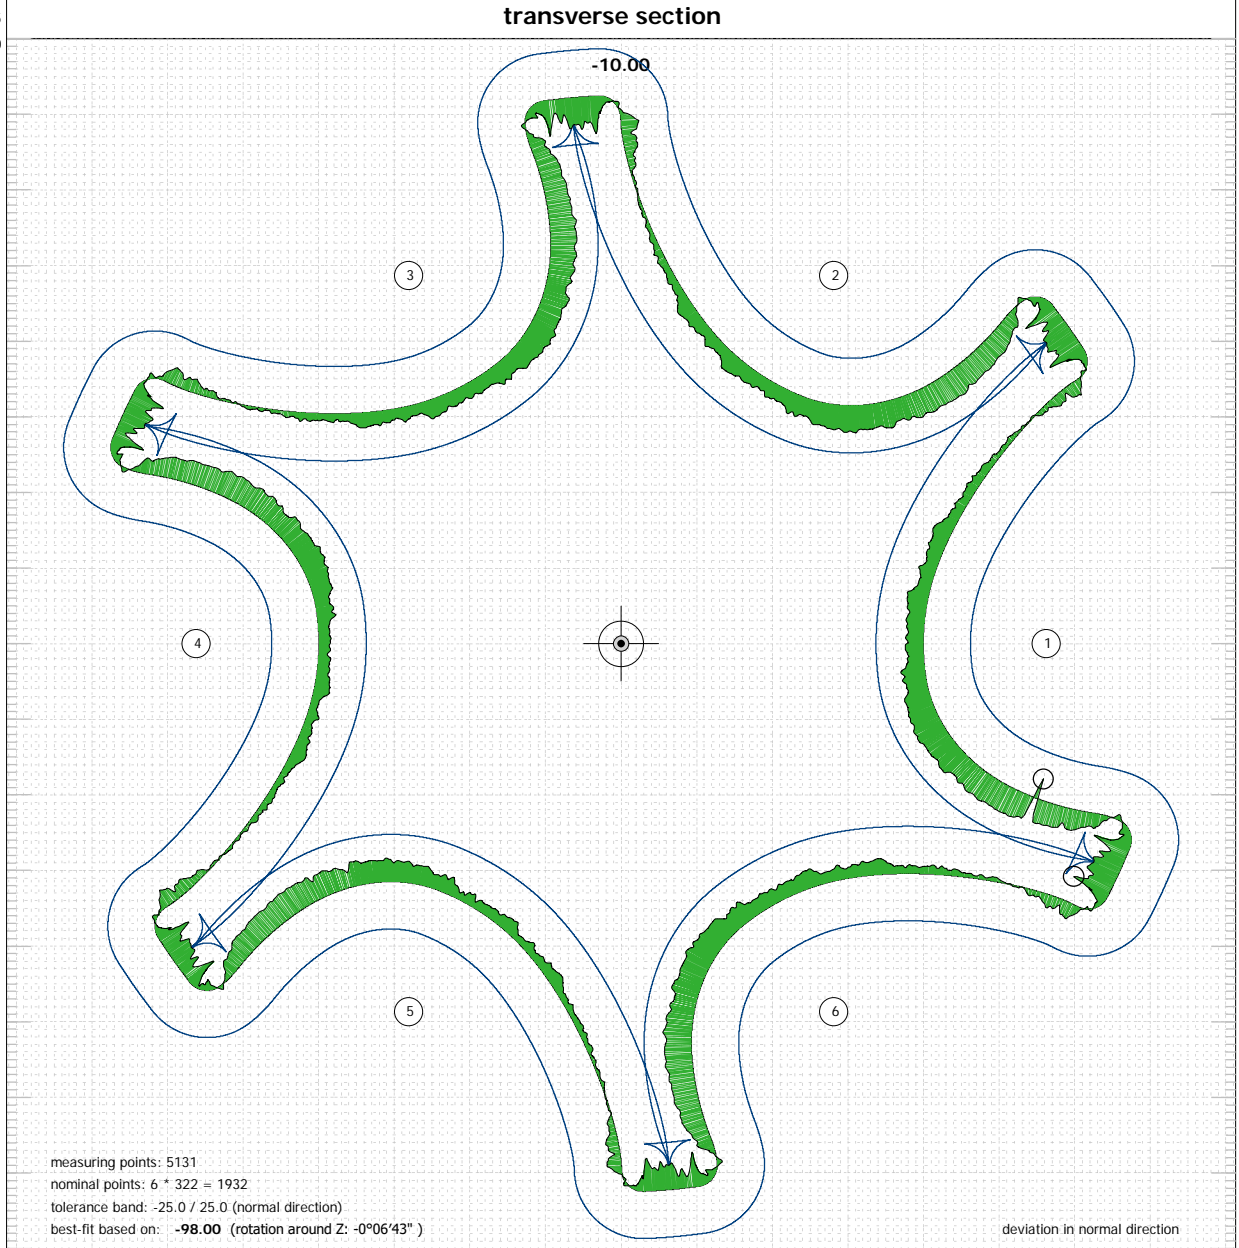 transverse section
-10.00
3
2
4
1
5
6
measuring points: 5131
nominal points: 6 * 322 = 1932
tolerance band: -25.0 / 25.0 (normal direction)
best-fit based on: -98.00 (rotation around Z: -0°06'43" )
deviation in normal direction